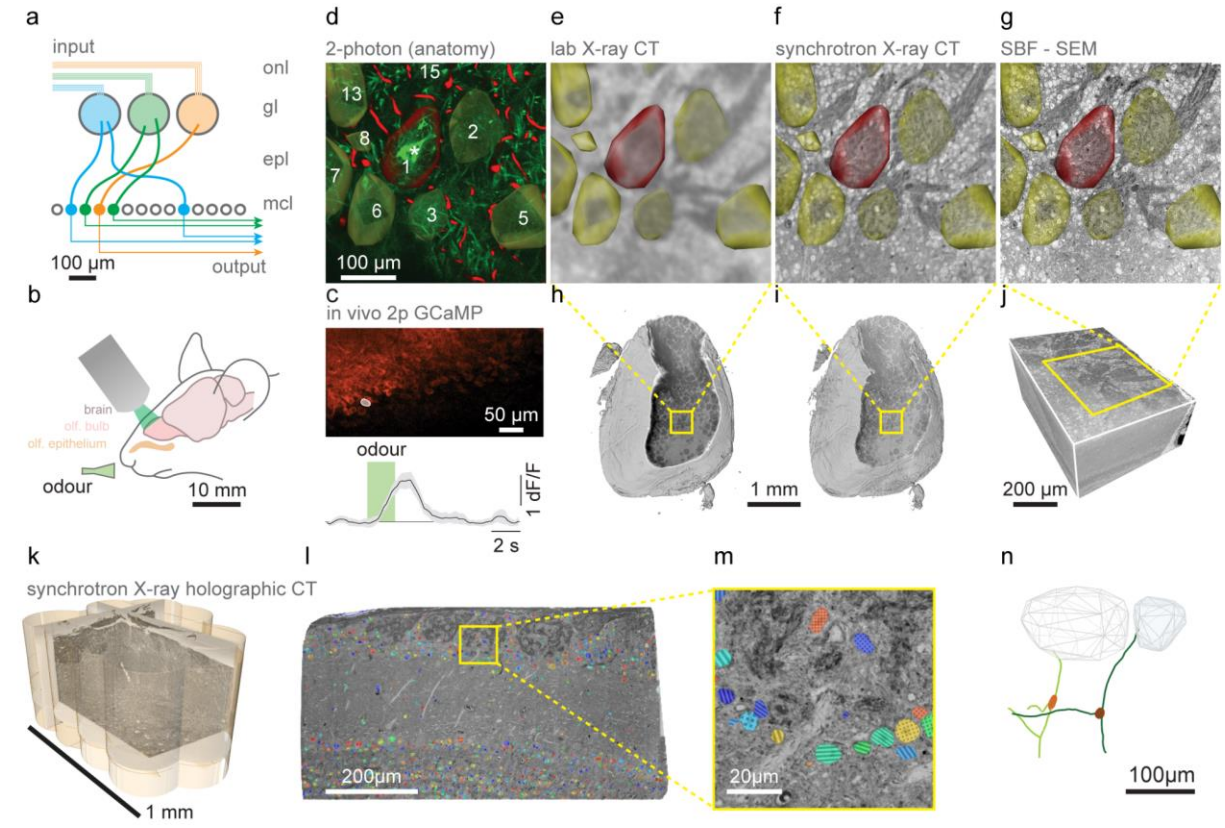 a
input
onl
gl
epl
mcl
100 µm
output
b
brain
olf. bulb
olf. epithelium
odour
10 mm
d
2-photon (anatomy)
15
13
2
8
*
1
7
6
3
5
100 µm
c
in vivo 2p GCaMP
50 µm
odour
1 dF/F
2 s
e
lab X-ray CT
f
synchrotron X-ray CT
g
SBF - SEM
h
i
1 mm
j
200 µm
k
synchrotron X-ray holographic CT
1 mm
l
200µm
m
20µm
n
100µm